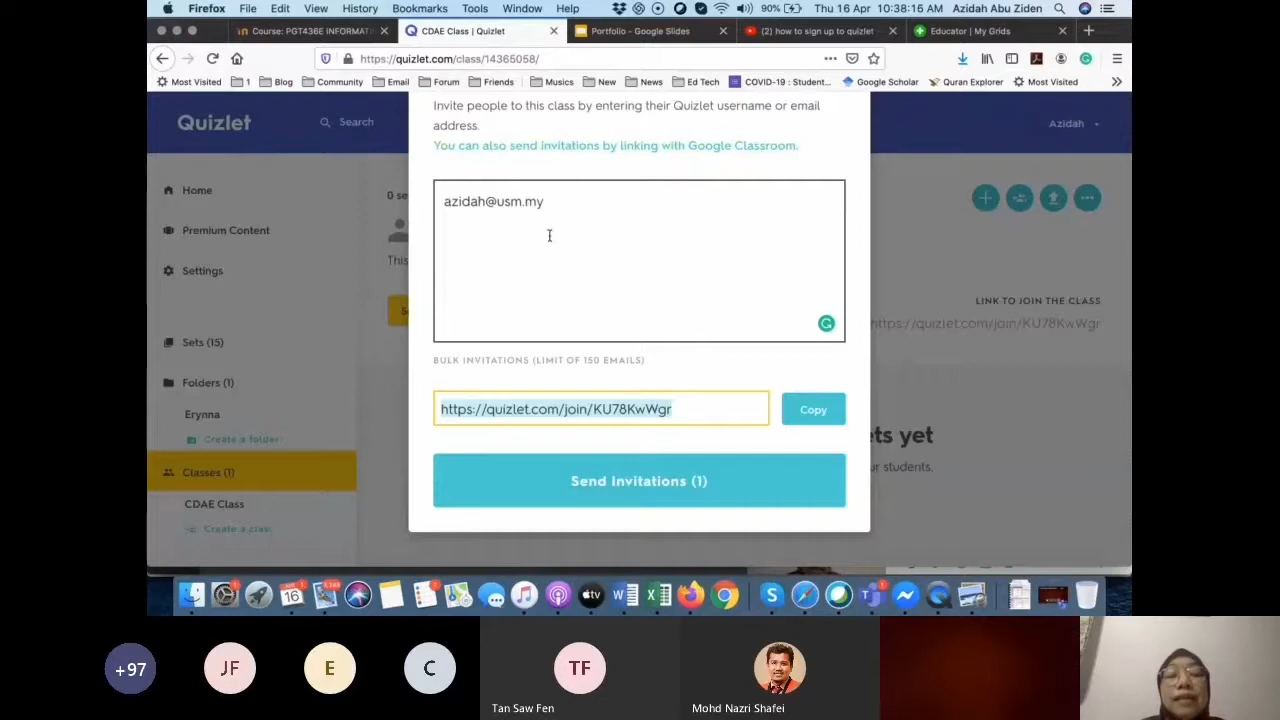 Firefox File Edit View History Bookmarks Tools Window Help 90% Thu 16 Apr 10:38:16 AM Azidah Abu Ziden
Course: PGT436E INFORMATI
CDAE Class | Quizlet
Portfolio - Google Slides
(2) how to sign up to quizlet -
Educator | My Grids
https://quizlet.com/class/14365058/
Most Visited 1 Blog Community Email Forum Friends Musics New News Ed Tech COVID-19 : Student... Google Scholar Quran Explorer Most Visited
Quizlet
Search
Azidah
Home
Premium Content
Settings
Sets (15)
Folders (1)
Erynna
Create a folder
Classes (1)
CDAE Class
Create a class
0 se
This
Invite people to this class by entering their Quizlet username or email
address.
You can also send invitations by linking with Google Classroom.
azidah@usm.my
BULK INVITATIONS (LIMIT OF 150 EMAILS)
https://quizlet.com/join/KU78KwWgr
Copy
Send Invitations (1)
LINK TO JOIN THE CLASS
https://quizlet.com/join/KU78KwWgr
ets yet
ur students.
16
tv
+97
JF
E
C
TF
Tan Saw Fen
Mohd Nazri Shafei